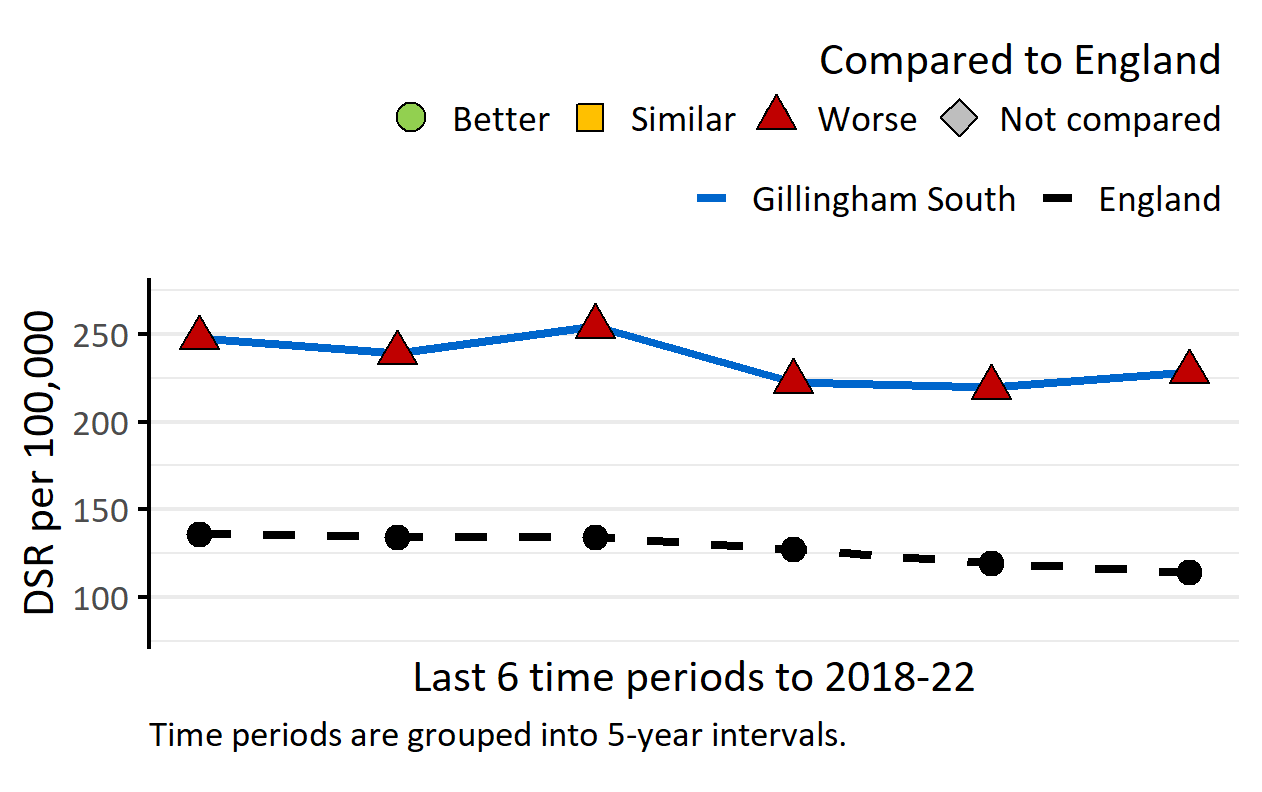 Compared to England
Better Similar Worse Not compared
Gillingham South England
DSR per 100,000
250
200
150
100
Last 6 time periods to 2018-22
Time periods are grouped into 5-year intervals.